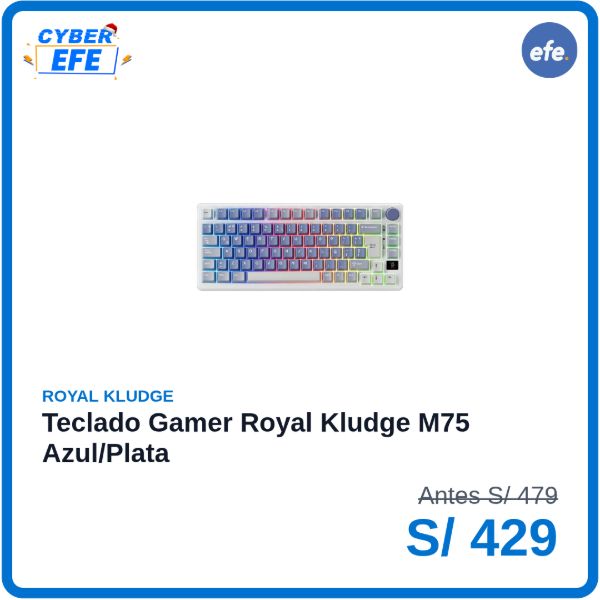 CYBER
EFE
efe.
ROYAL KLUDGE
Teclado Gamer Royal Kludge M75
Azul/Plata
Antes S/ 479
S/ 429